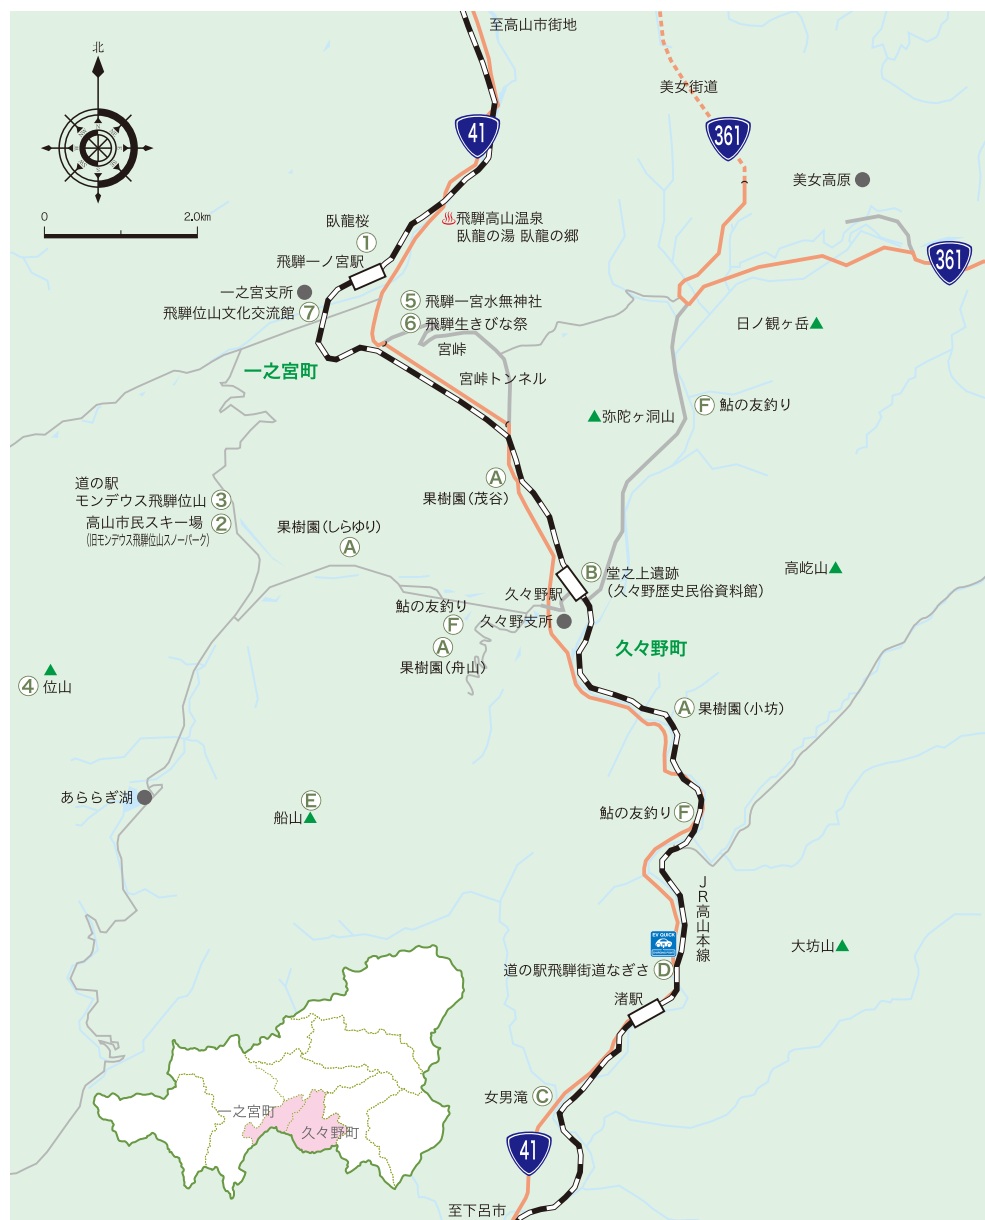 至高山市街地
北
美女街道
41
361
美女高原
0 2.0km
臥龍桜
①
飛騨高山温泉
臥龍の湯 臥龍の郷
飛騨一ノ宮駅
361
一之宮支所
飛騨位山文化交流館⑦
⑤ 飛騨一宮水無神社
⑥ 飛騨生きびな祭
日ノ観ヶ岳
宮峠
一之宮町
宮峠トンネル
弥陀ヶ洞山
Ⓕ 鮎の友釣り
道の駅
モンデウス飛騨位山③
高山市民スキー場②
(旧モンデウス飛騨位山スノーパーク)
Ⓐ
果樹園(茂谷)
果樹園(しらゆり)
Ⓐ
Ⓑ 堂之上遺跡
(久々野歴史民俗資料館)
高屹山
久々野駅
鮎の友釣り
Ⓕ
久々野支所
Ⓐ
果樹園(舟山)
久々野町
④ 位山
Ⓐ 果樹園(小坊)
あららぎ湖
Ⓔ
船山
鮎の友釣りⒻ
JR高山本線
EV QUICK
大坊山
道の駅飛騨街道なぎさⒹ
渚駅
女男滝Ⓒ
一之宮町
久々野町
41
至下呂市